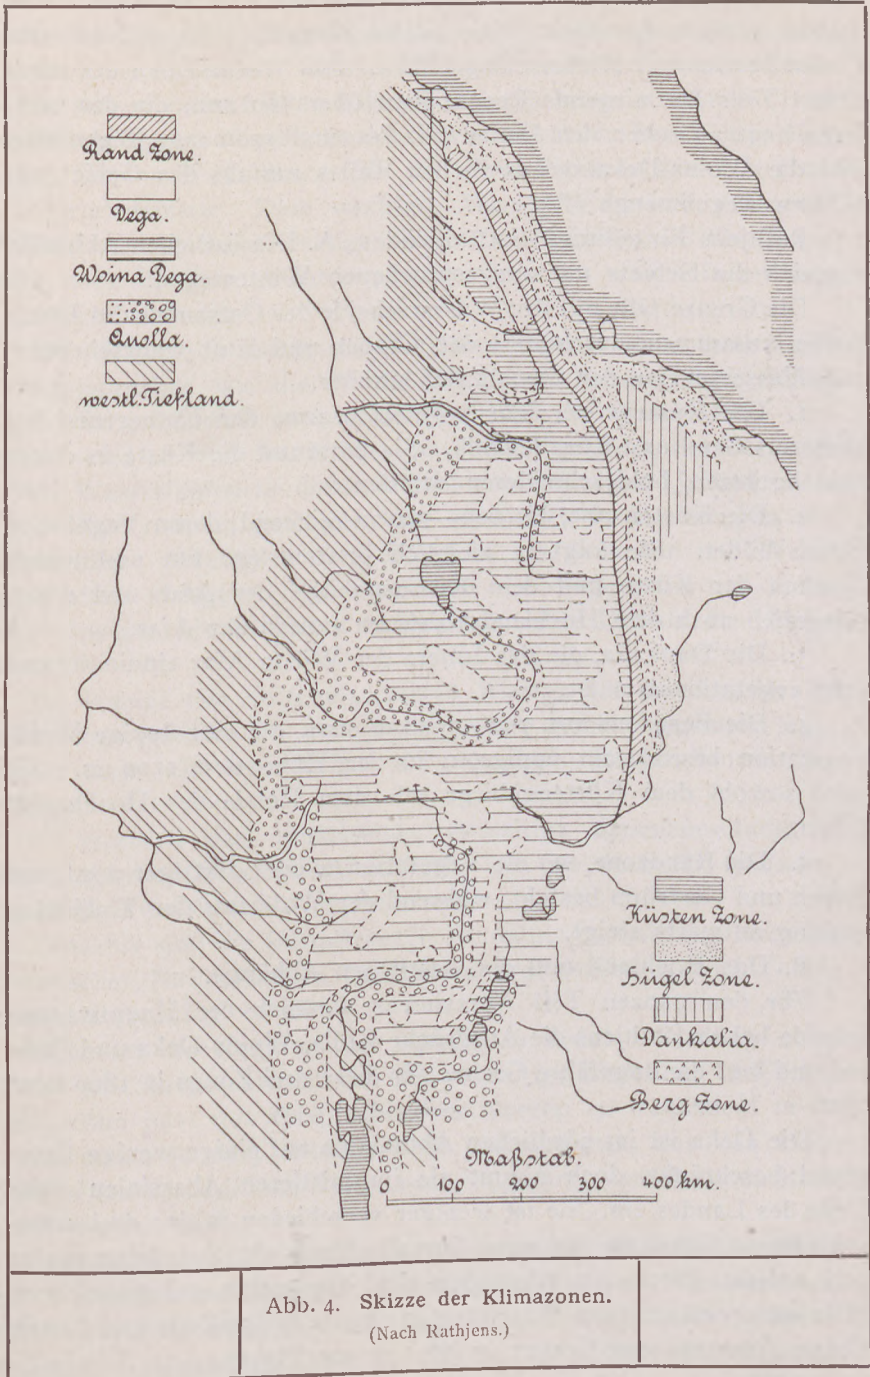 Rand Zone.
Dega.
Woina Dega.
Quolla.
westl. Tiefland.
Küsten Zone.
Hügel Zone.
Dankalia.
Berg Zone.
Maßstab.
0 100 200 300 400 km.
Abb. 4. Skizze der Klimazonen.
(Nach Rathjens.)